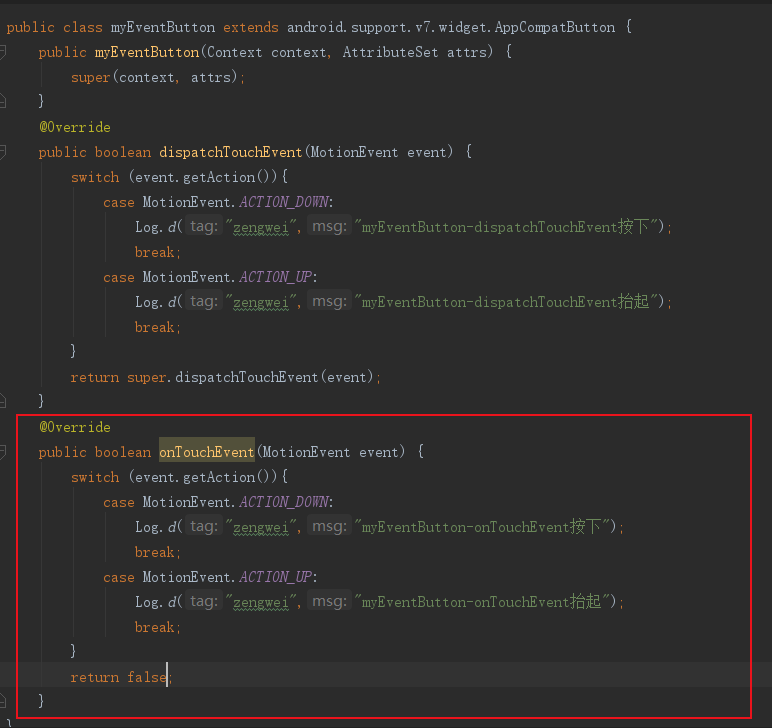 public class myEventButton extends android.support.v7.widget.AppCompatButton {
public myEventButton(Context context, AttributeSet attrs) {
super(context, attrs);
}
@Override
public boolean dispatchTouchEvent(MotionEvent event) {
switch (event.getAction()){
case MotionEvent.ACTION_DOWN:
Log.d( tag: "zengwei", msg: "myEventButton-dispatchTouchEvent按下");
break;
case MotionEvent.ACTION_UP:
Log.d( tag: "zengwei", msg: "myEventButton-dispatchTouchEvent抬起");
break;
}
return super.dispatchTouchEvent(event);
}
@Override
public boolean onTouchEvent(MotionEvent event) {
switch (event.getAction()){
case MotionEvent.ACTION_DOWN:
Log.d( tag: "zengwei", msg: "myEventButton-onTouchEvent按下");
break;
case MotionEvent.ACTION_UP:
Log.d( tag: "zengwei", msg: "myEventButton-onTouchEvent抬起");
break;
}
return false;
}
}